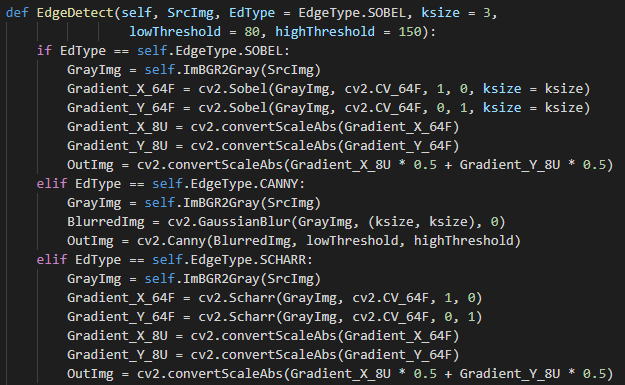 def EdgeDetect(self, SrcImg, EdType = EdgeType.SOBEL, ksize = 3,
               lowThreshold = 80, highThreshold = 150):
    if EdType == self.EdgeType.SOBEL:
        GrayImg = self.ImBGR2Gray(SrcImg)
        Gradient_X_64F = cv2.Sobel(GrayImg, cv2.CV_64F, 1, 0, ksize = ksize)
        Gradient_Y_64F = cv2.Sobel(GrayImg, cv2.CV_64F, 0, 1, ksize = ksize)
        Gradient_X_8U = cv2.convertScaleAbs(Gradient_X_64F)
        Gradient_Y_8U = cv2.convertScaleAbs(Gradient_Y_64F)
        OutImg = cv2.convertScaleAbs(Gradient_X_8U * 0.5 + Gradient_Y_8U * 0.5)
    elif EdType == self.EdgeType.CANNY:
        GrayImg = self.ImBGR2Gray(SrcImg)
        BlurredImg = cv2.GaussianBlur(GrayImg, (ksize, ksize), 0)
        OutImg = cv2.Canny(BlurredImg, lowThreshold, highThreshold)
    elif EdType == self.EdgeType.SCHARR:
        GrayImg = self.ImBGR2Gray(SrcImg)
        Gradient_X_64F = cv2.Scharr(GrayImg, cv2.CV_64F, 1, 0)
        Gradient_Y_64F = cv2.Scharr(GrayImg, cv2.CV_64F, 0, 1)
        Gradient_X_8U = cv2.convertScaleAbs(Gradient_X_64F)
        Gradient_Y_8U = cv2.convertScaleAbs(Gradient_Y_64F)
        OutImg = cv2.convertScaleAbs(Gradient_X_8U * 0.5 + Gradient_Y_8U * 0.5)